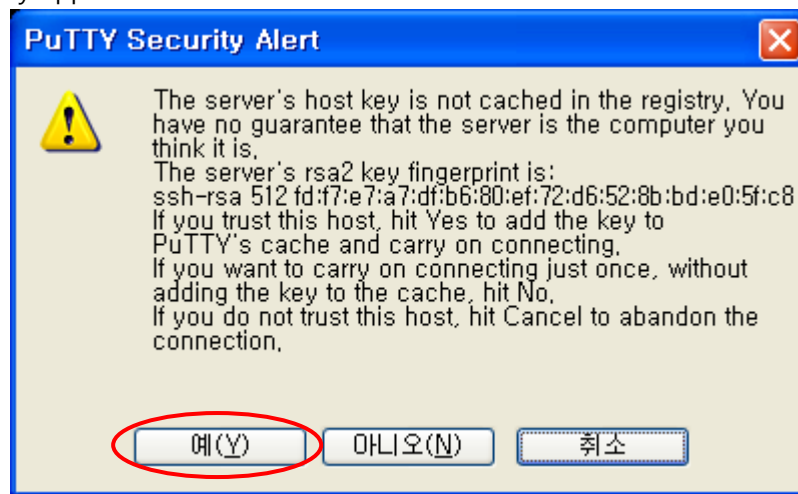 PuTTY Security Alert
The server's host key is not cached in the registry, You
have no guarantee that the server is the computer you
think it is,
The server's rsa2 key fingerprint is:
ssh-rsa 512 fd:f7:e7:a7:df:b6:80:ef:72:d6:52:8b:bd:e0:5f:c8
If you trust this host, hit Yes to add the key to
PuTTY's cache and carry on connecting,
If you want to carry on connecting just once, without
adding the key to the cache, hit No,
If you do not trust this host, hit Cancel to abandon the
connection,
예(Y) 아니오(N) 취소